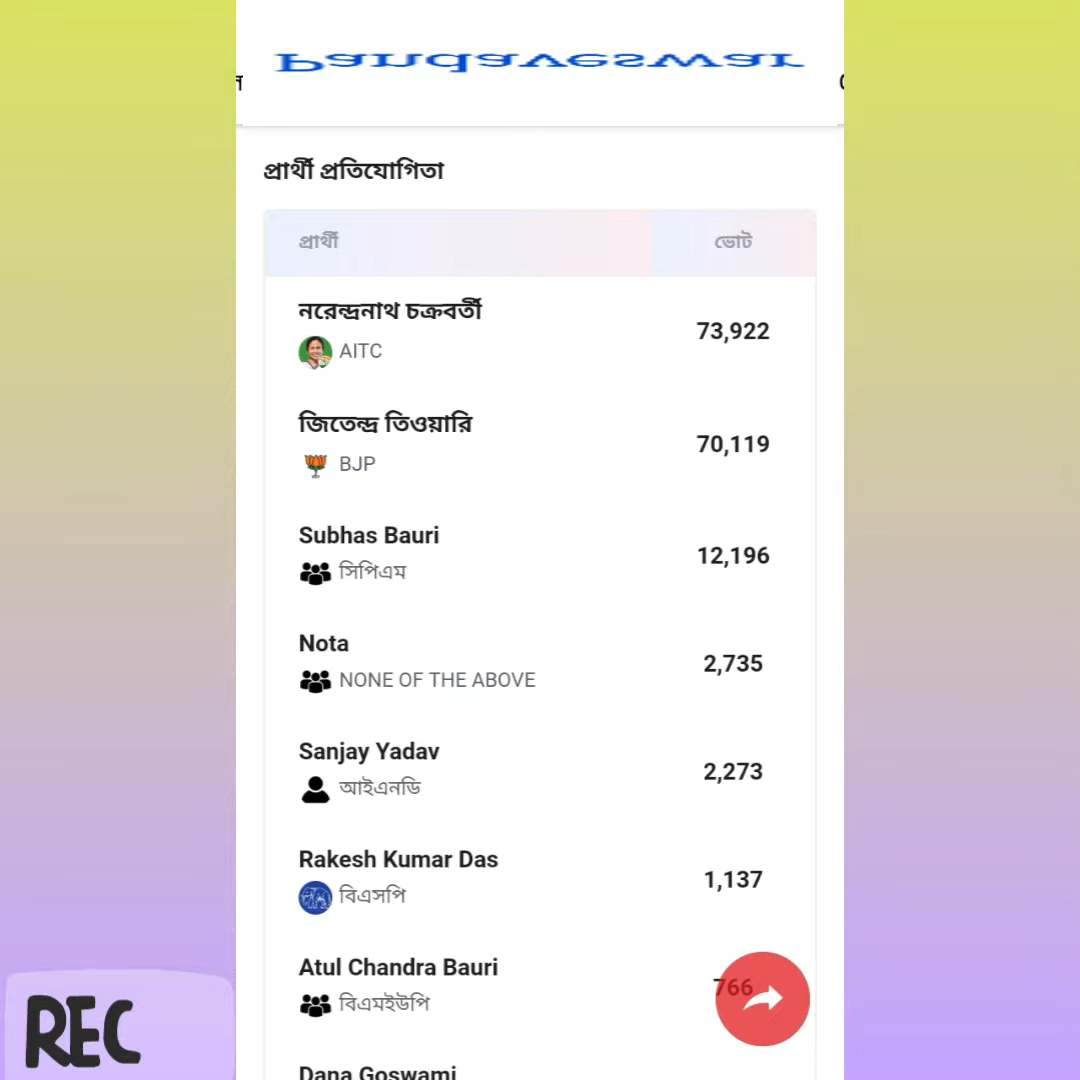 Pandaveswar
প্রার্থী প্রতিযোগিতা
প্রার্থী ভোট
নরেন্দ্রনাথ চক্রবর্তী
AITC
73,922
জিতেন্দ্র তিওয়ারি
BJP
70,119
Subhas Bauri
সিপিএম
12,196
Nota
NONE OF THE ABOVE
2,735
Sanjay Yadav
আইএনডি
2,273
Rakesh Kumar Das
বিএসপি
1,137
Atul Chandra Bauri
বিএমইউপি
766
Dana Goswami
REC